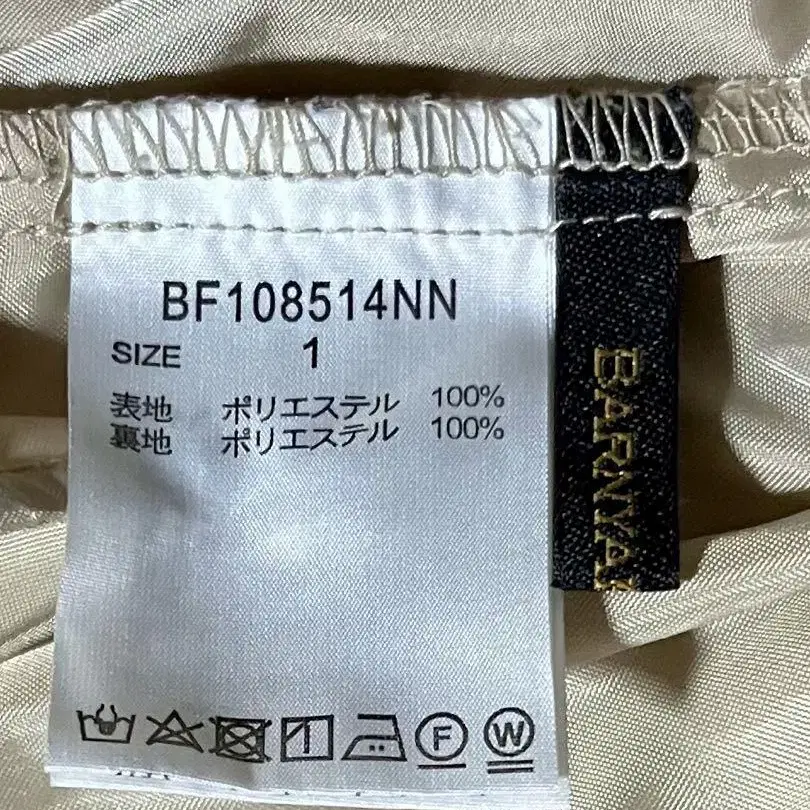 BF108514NN
SIZE 1
表地 ポリエステル 100%
裏地 ポリエステル 100%
F
W
BARNYA